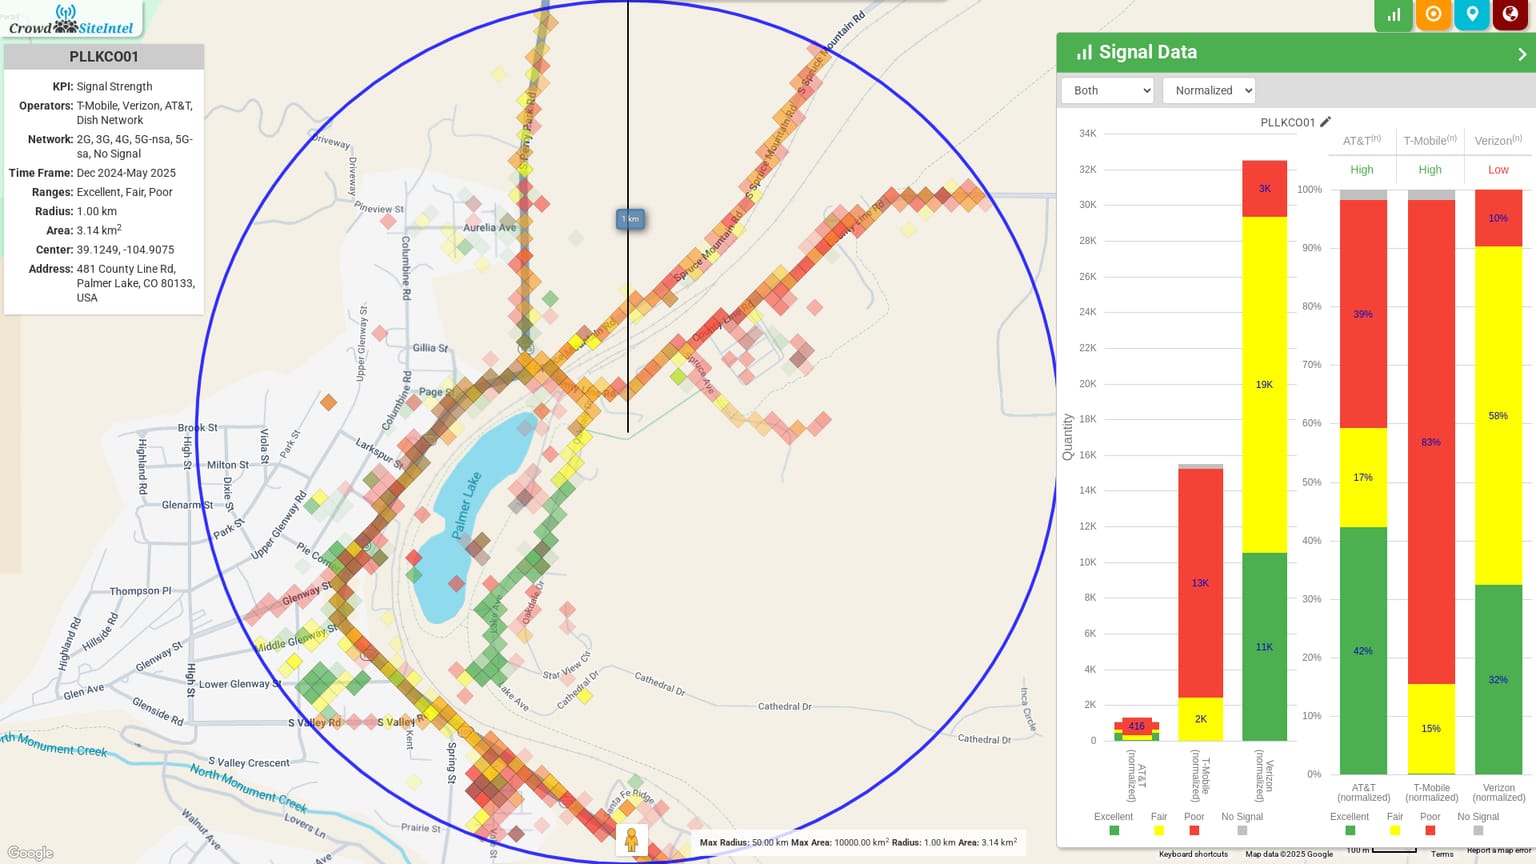 Crowd SiteIntel
PLLKCO01
KPI: Signal Strength
Operators: T-Mobile, Verizon, AT&T,
Dish Network
Network: 2G, 3G, 4G, 5G-nsa, 5G-
sa, No Signal
Time Frame: Dec 2024-May 2025
Ranges: Excellent, Fair, Poor
Radius: 1.00 km
Area: 3.14 km²
Center: 39.1249, -104.9075
Address: 481 County Line Rd,
Palmer Lake, CO 80133,
USA
S Spruce Mountain Rd
S Spruce Mountain Rd
S Spruce Mountain Rd
Spruce Mountain Rd
S Perry Park Rd
Driveway
Driveway
Pineview St
Aurelia Ave
1 km
Columbine Rd
County Line Rd
County Line Rd
Upper Glenway St
Gillia St
Spruce Ave
Page St
Columbine Rd
Brook St
Larkspur St
Highland Rd
High St
Viola St
Park St
Milton St
Dixie St
Glenarm St
Park St
Upper Glenway Rd
Palmer Lake
Pie Corner
Thompson Pl
Glenway St
Oakdale Dr
Lake Ave
Hillside Rd
Highland Rd
Middle Glenway St
Glenway St
Star View Cir
Cathedral Dr
Cathedral Dr
Cathedral Dr
Cathedral Dr
Inca Circle
Lower Glenway St
High St
Glen Ave
Glenside Rd
Lake Ave
S Valley Rd
S Valley R
Kent
North Monument Creek
North Monument Creek
S Valley Crescent
Spring St
Santa Fe Ridge
Walnut Ave
Lovers Ln
Prairie St
Google
Max Radius: 50.00 km Max Area: 10000.00 km² Radius: 1.00 km Area: 3.14 km²
Keyboard shortcuts
Map data ©2025 Google
100 m
Terms
Report a map error
Signal Data
Both
Normalized
PLLKCO01
34K
32K
30K
28K
26K
24K
22K
20K
18K
16K
14K
12K
10K
8K
6K
4K
2K
0
Quantity
416
2K
13K
11K
19K
3K
AT&T (normalized)
T-Mobile (normalized)
Verizon (normalized)
Excellent Fair Poor No Signal
AT&T(n) T-Mobile(n) Verizon(n)
High High Low
100%
90%
80%
70%
60%
50%
40%
30%
20%
10%
0%
39%
17%
42%
83%
15%
10%
58%
32%
AT&T (normalized)
T-Mobile (normalized)
Verizon (normalized)
Excellent Fair Poor No Signal